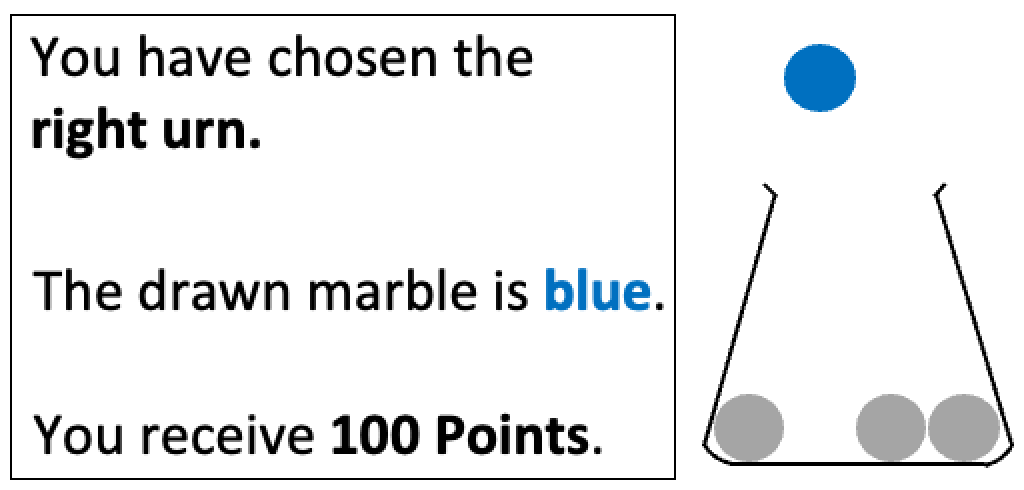 You have chosen the
right urn.
The drawn marble is blue.
You receive 100 Points.